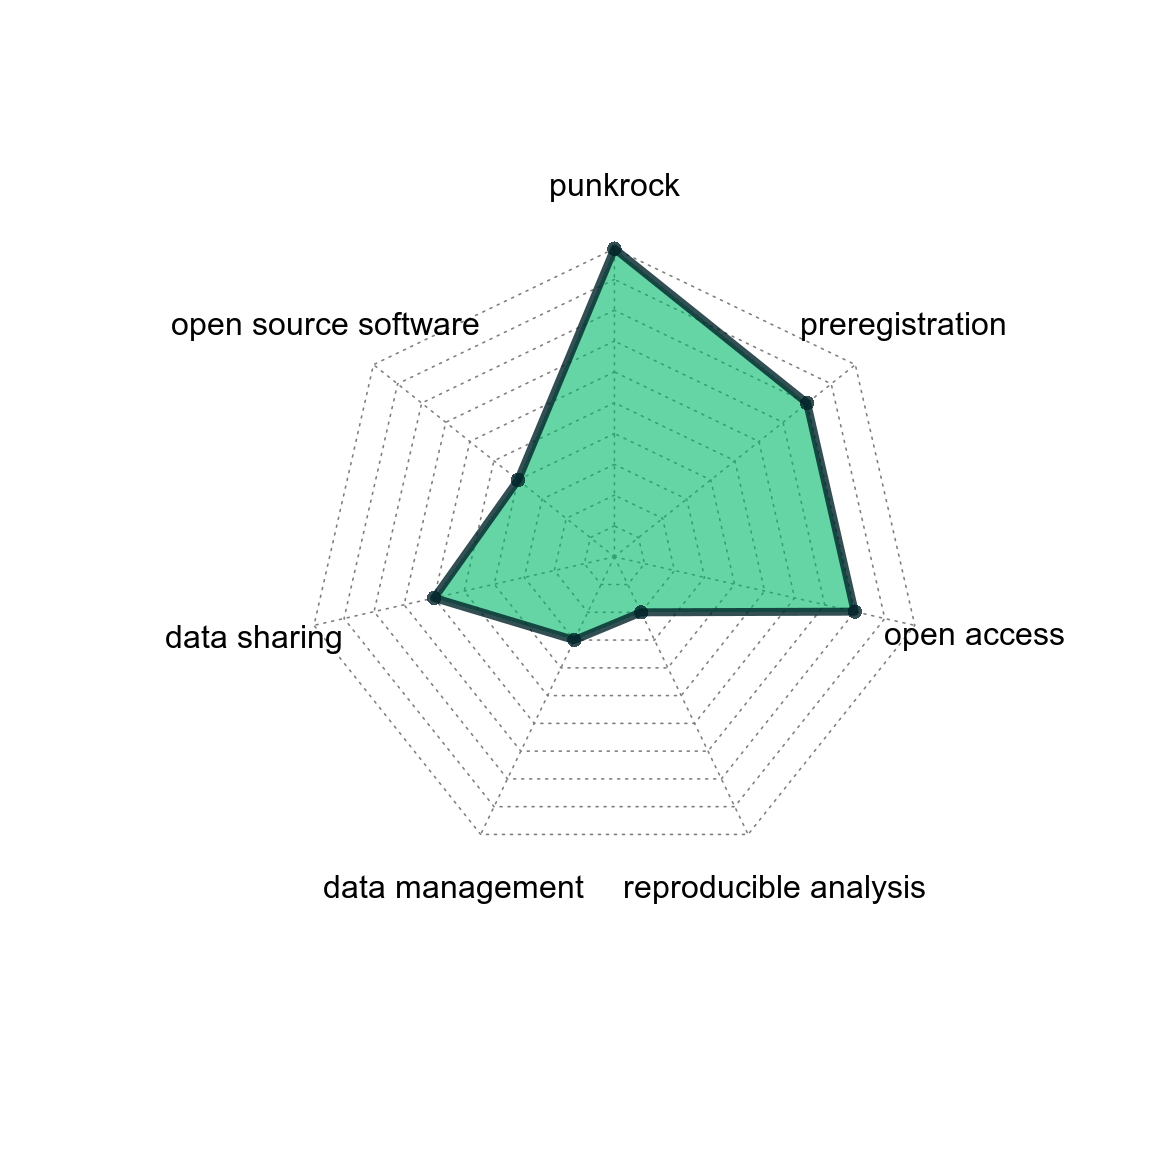 punkrock
open source software
preregistration
data sharing
open access
data management
reproducible analysis